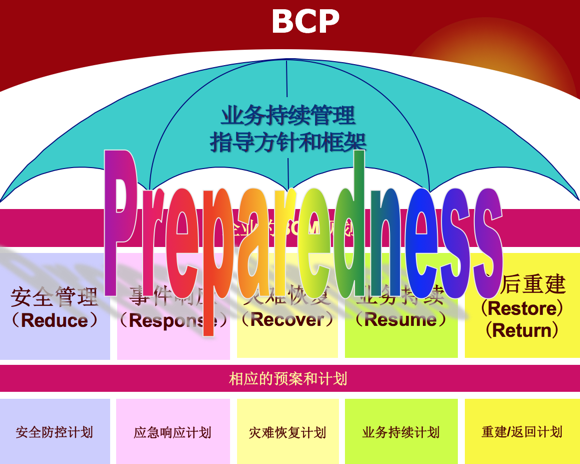 BCP
业务持续管理
指导方针和框架
Preparedness
安全管理
（Reduce）
事件响应
（Response）
灾难恢复
（Recover）
业务持续
（Resume）
后重建
(Restore)
(Return)
相应的预案和计划
安全防控计划
应急响应计划
灾难恢复计划
业务持续计划
重建/返回计划